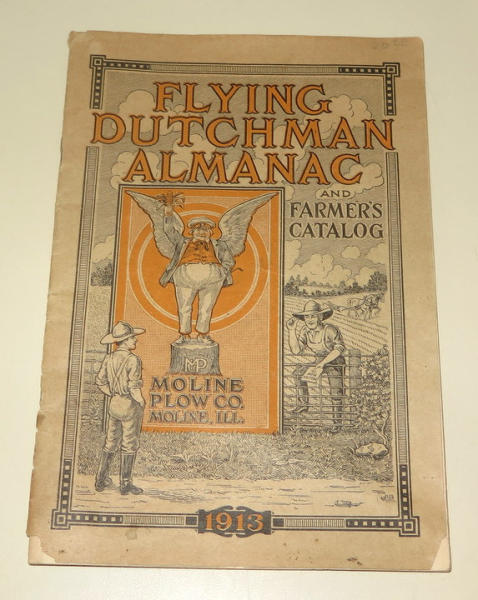 FLYING
DUTCHMAN
ALMANAC
AND
FARMER'S
CATALOG
MP
MOLINE
PLOW CO.
MOLINE, ILL.
1913